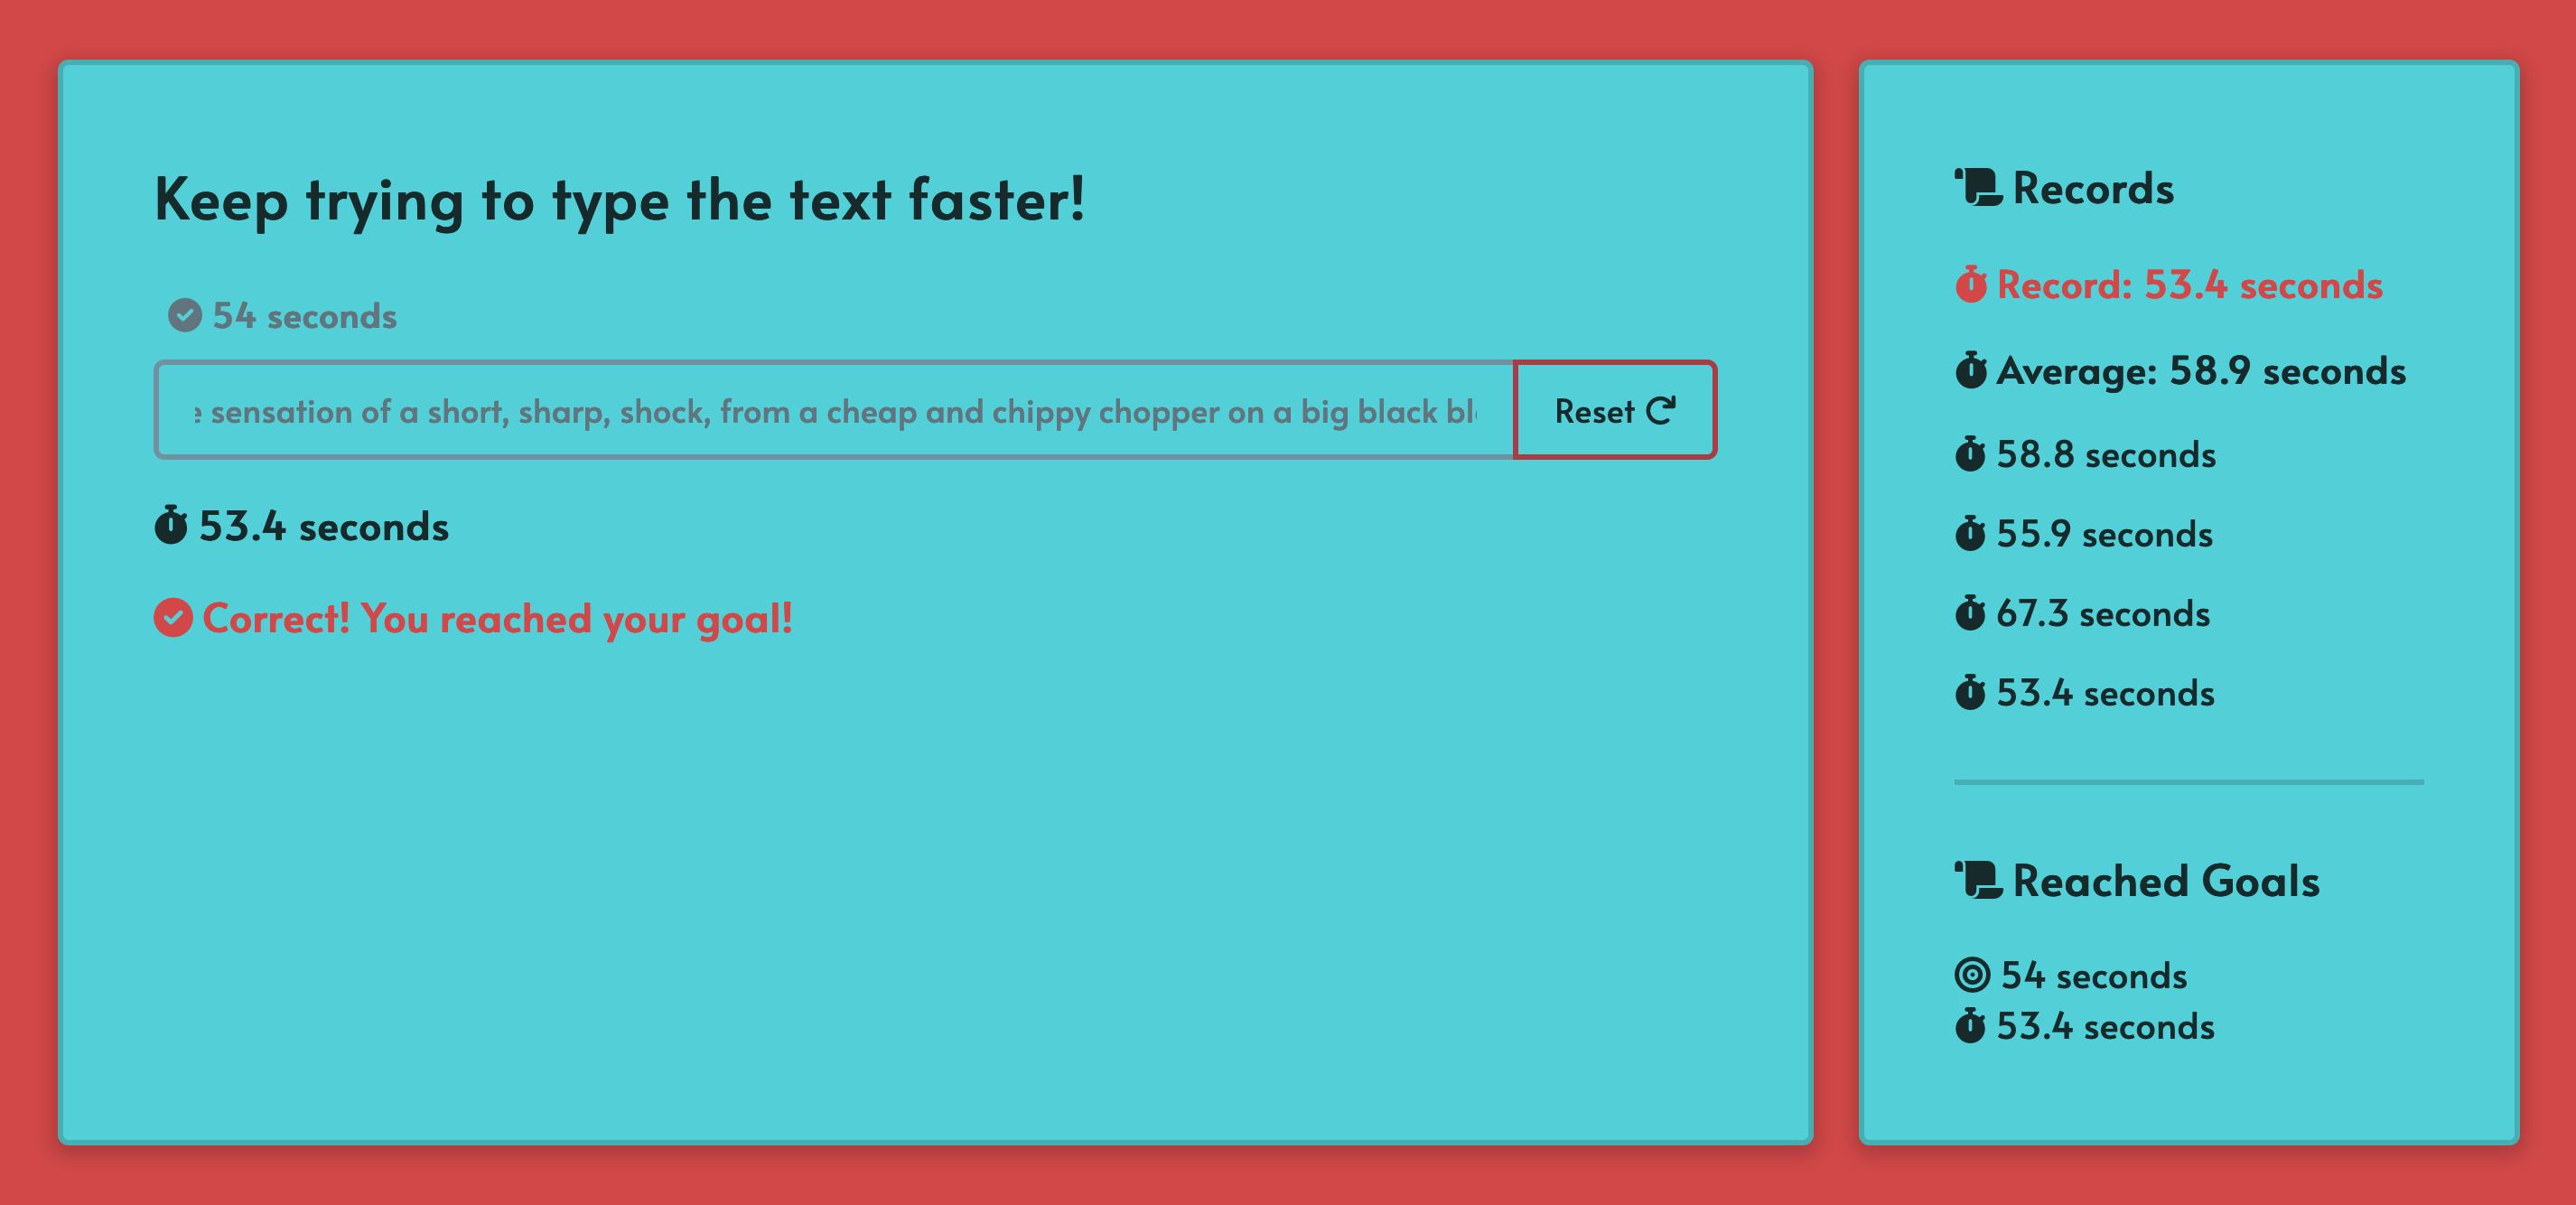 Keep trying to type the text faster!
54 seconds
sensation of a short, sharp, shock, from a cheap and chippy chopper on a big black
Reset
53.4 seconds
Correct! You reached your goal!
Records
Record: 53.4 seconds
Average: 58.9 seconds
58.8 seconds
55.9 seconds
67.3 seconds
53.4 seconds
Reached Goals
54 seconds
53.4 seconds